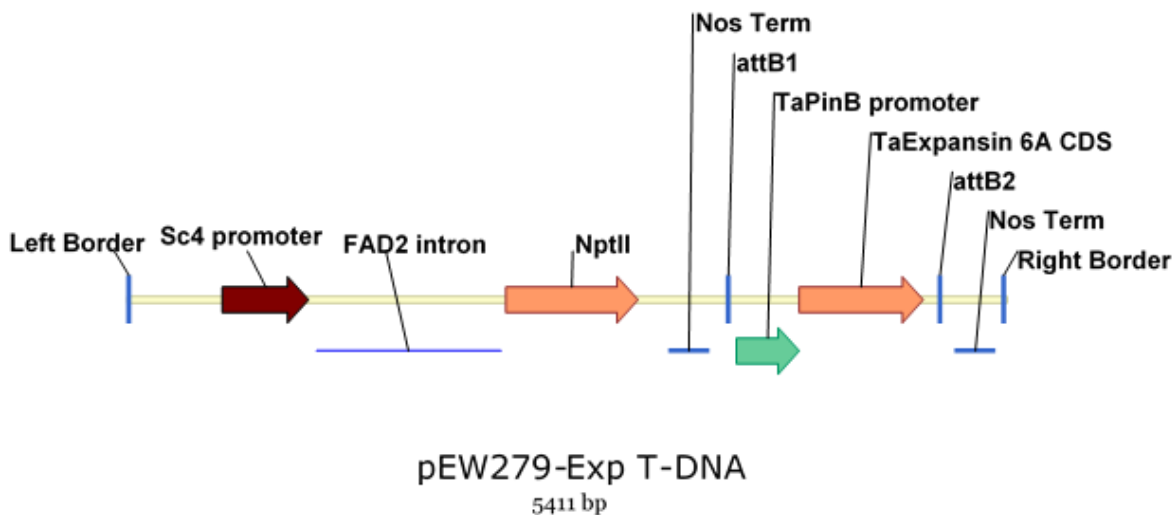 Nos Term
attB1
TaPinB promoter
TaExpansin 6A CDS
attB2
Nos Term
Left Border
Sc4 promoter
FAD2 intron
NptII
Right Border
pEW279-Exp T-DNA
5411 bp